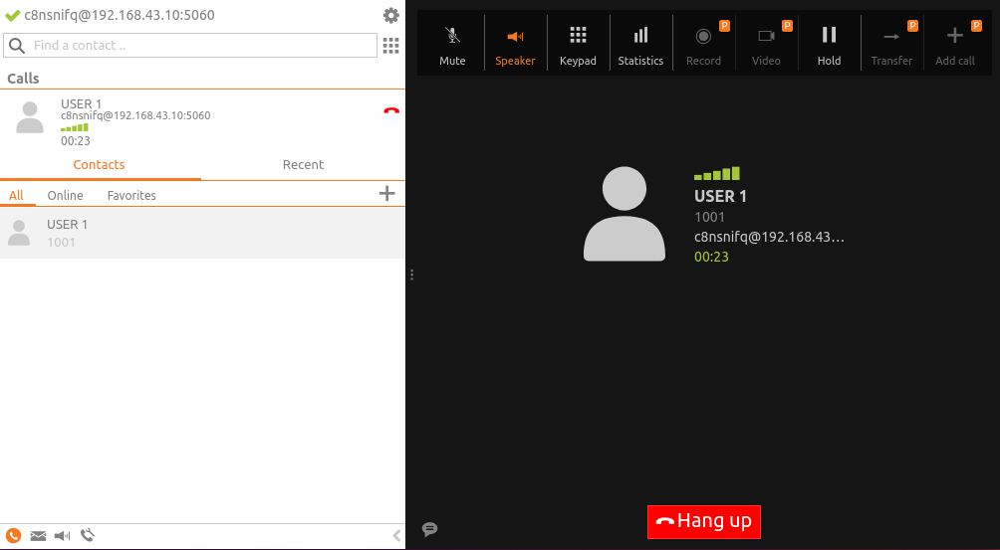 c8nsnifq@192.168.43.10:5060
Find a contact ..
Calls
USER 1
c8nsnifq@192.168.43.10:5060
00:23
Contacts Recent
All Online Favorites
USER 1
1001
P P P P
Mute Speaker Keypad Statistics Record Video Hold Transfer Add call
USER 1
1001
c8nsnifq@192.168.43...
00:23
Hang up